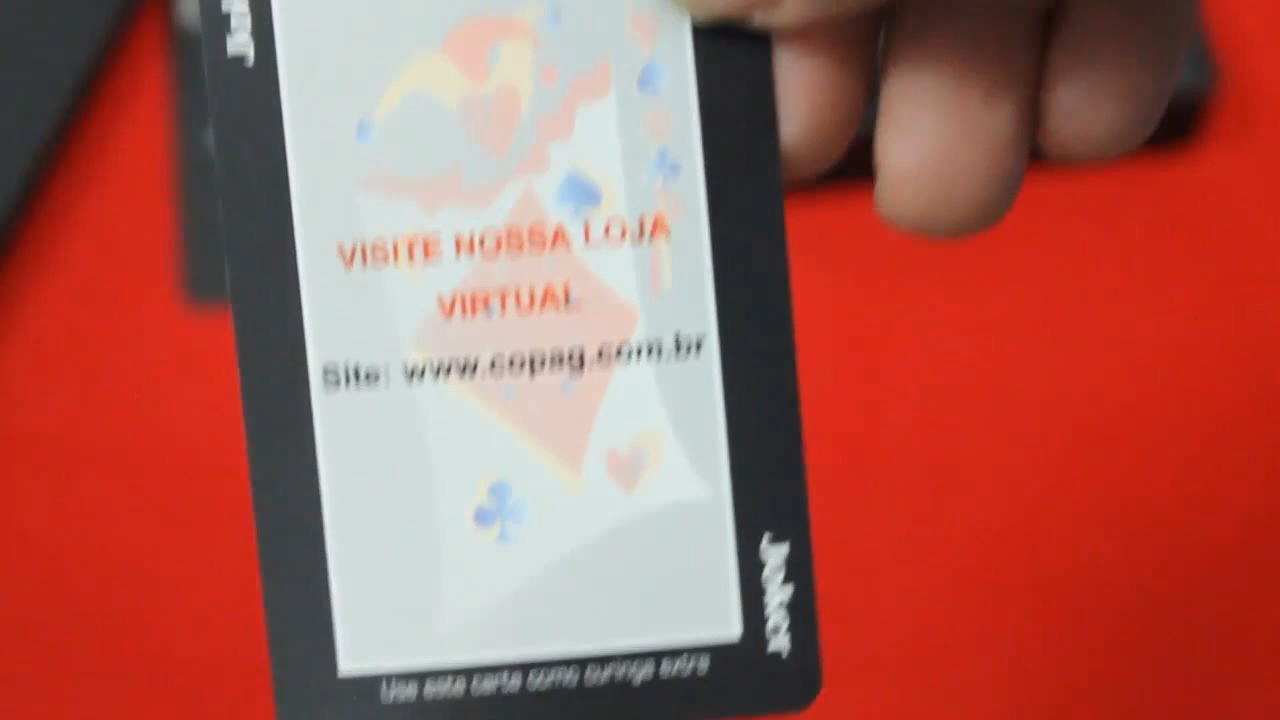 VISITE NOSSA LOJA
VIRTUAL
Site: www.copag.com.br
Joker
Use esta carta como curinga extra